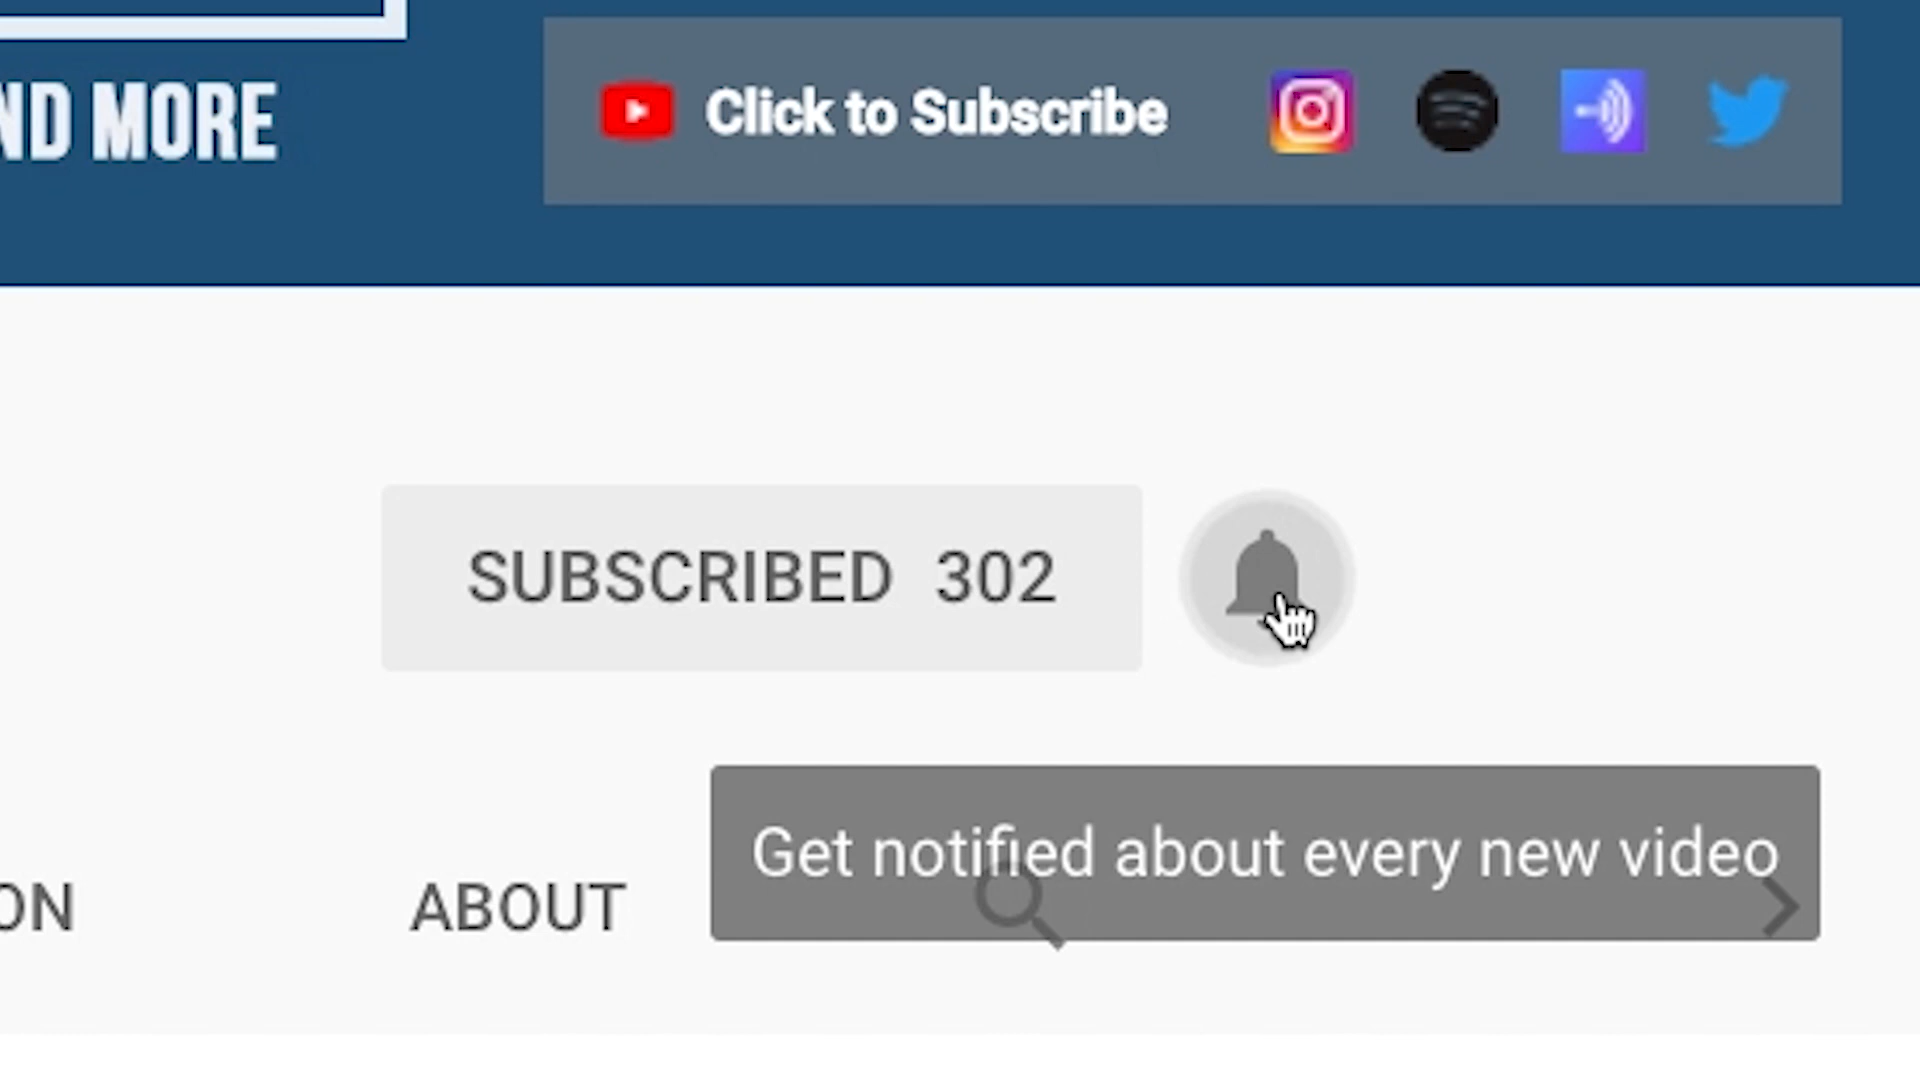 ND MORE
Click to Subscribe
SUBSCRIBED 302
Get notified about every new video
ON
ABOUT